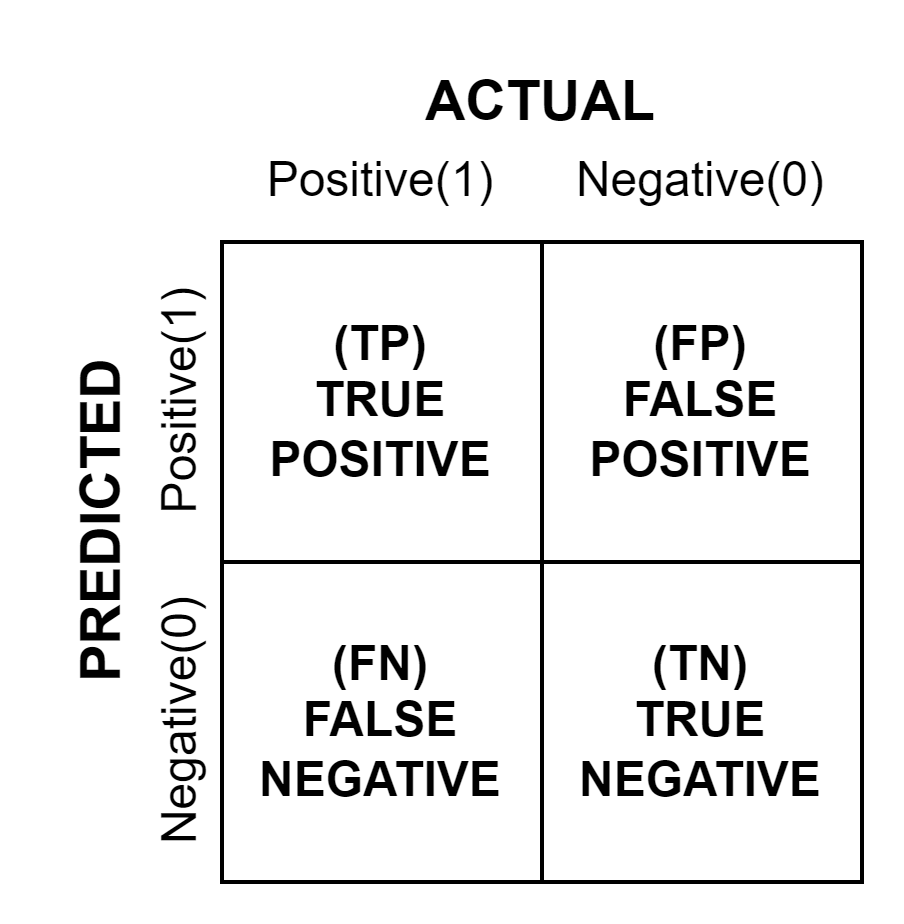 ACTUAL
Positive(1) Negative(0)
PREDICTED
Positive(1)
(TP)
TRUE
POSITIVE
(FP)
FALSE
POSITIVE
Negative(0)
(FN)
FALSE
NEGATIVE
(TN)
TRUE
NEGATIVE